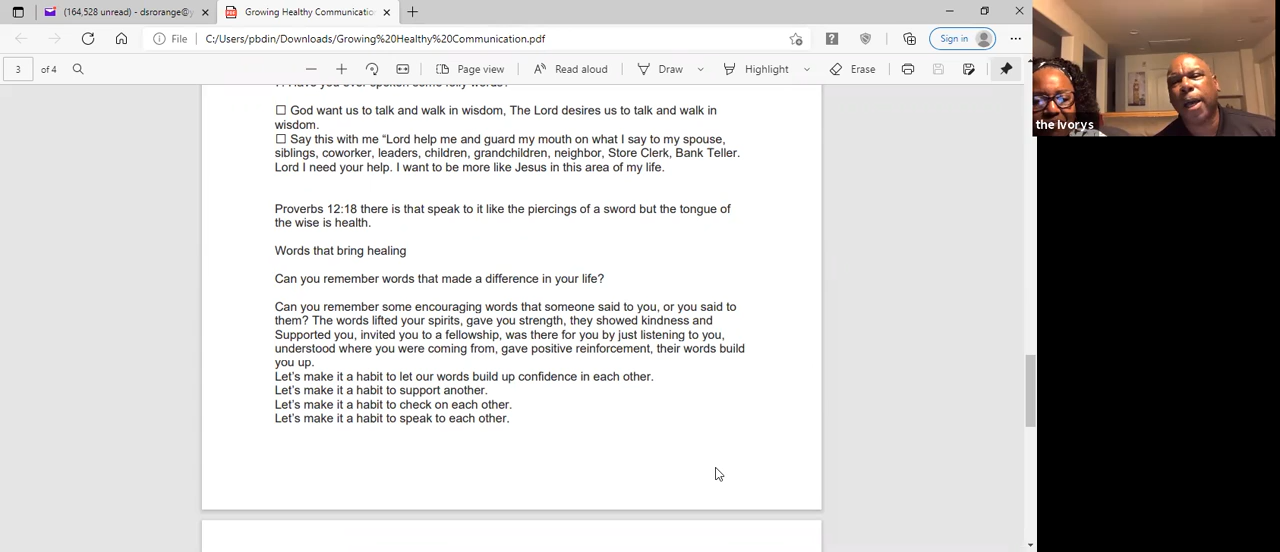 (164,528 unread) - dsrorange@y
Growing Healthy Communication
File C:/Users/pbdin/Downloads/Growing%20Healthy%20Communication.pdf
Sign in
3 of 4
Page view
Read aloud
Draw
Highlight
Erase
the Ivorys
Have you ever spoken some folly words?
☐ God want us to talk and walk in wisdom, The Lord desires us to talk and walk in
wisdom.
☐ Say this with me “Lord help me and guard my mouth on what I say to my spouse,
siblings, coworker, leaders, children, grandchildren, neighbor, Store Clerk, Bank Teller.
Lord I need your help. I want to be more like Jesus in this area of my life.
Proverbs 12:18 there is that speak to it like the piercings of a sword but the tongue of
the wise is health.
Words that bring healing
Can you remember words that made a difference in your life?
Can you remember some encouraging words that someone said to you, or you said to
them? The words lifted your spirits, gave you strength, they showed kindness and
Supported you, invited you to a fellowship, was there for you by just listening to you,
understood where you were coming from, gave positive reinforcement, their words build
you up.
Let’s make it a habit to let our words build up confidence in each other.
Let’s make it a habit to support another.
Let’s make it a habit to check on each other.
Let’s make it a habit to speak to each other.